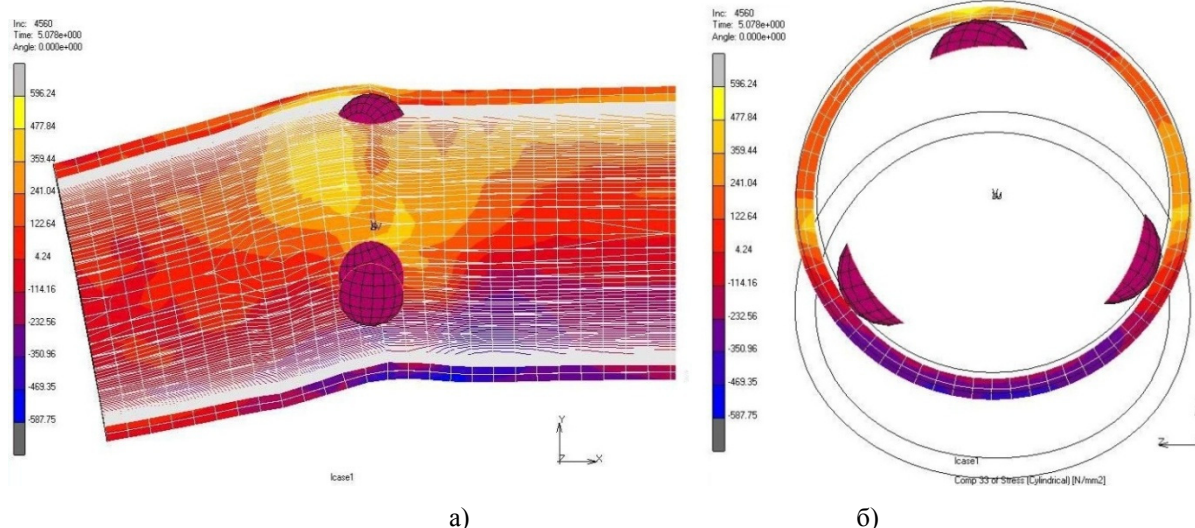 Inc: 4560
Time: 5.078e+000
Angle: 0.000e+000
596.24
477.84
359.44
241.04
122.64
4.24
-114.16
-232.56
-350.96
-469.35
-587.75
Y
Z
X
lcase1
а)
Inc: 4560
Time: 5.078e+000
Angle: 0.000e+000
596.24
477.84
359.44
241.04
122.64
4.24
-114.16
-232.56
-350.96
-469.35
-587.75
Z
lcase1
Comp 33 of Stress (Cylindrical) [N/mm2]
б)